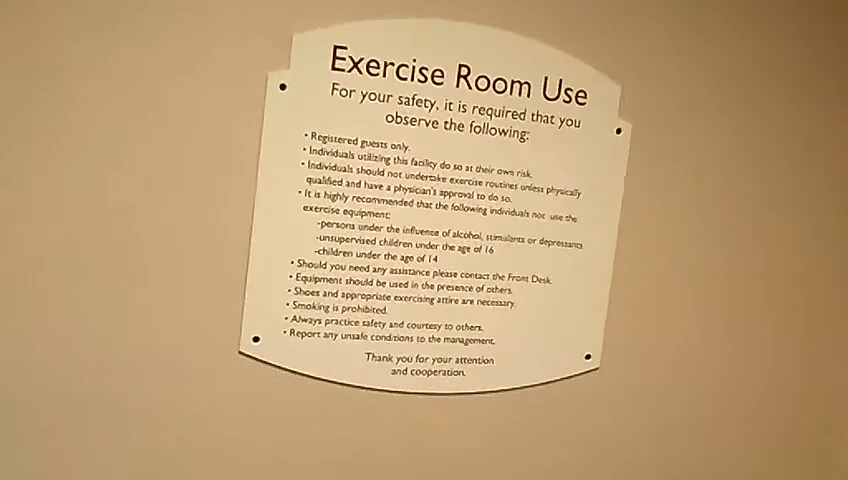 Exercise Room Use
For your safety, it is required that you
observe the following:
• Registered guests only.
• Individuals utilizing this facility do so at their own risk.
• Individuals should not undertake exercise routines unless physically
qualified and have a physician's approval to do so.
• It is highly recommended that the following individuals not use the
exercise equipment:
-persons under the influence of alcohol, stimulants or depressants
-unsupervised children under the age of 16
-children under the age of 14
• Should you need any assistance please contact the Front Desk.
• Equipment should be used in the presence of others.
• Shoes and appropriate exercising attire are necessary.
• Smoking is prohibited.
• Always practice safety and courtesy to others.
• Report any unsafe conditions to the management.
Thank you for your attention
and cooperation.